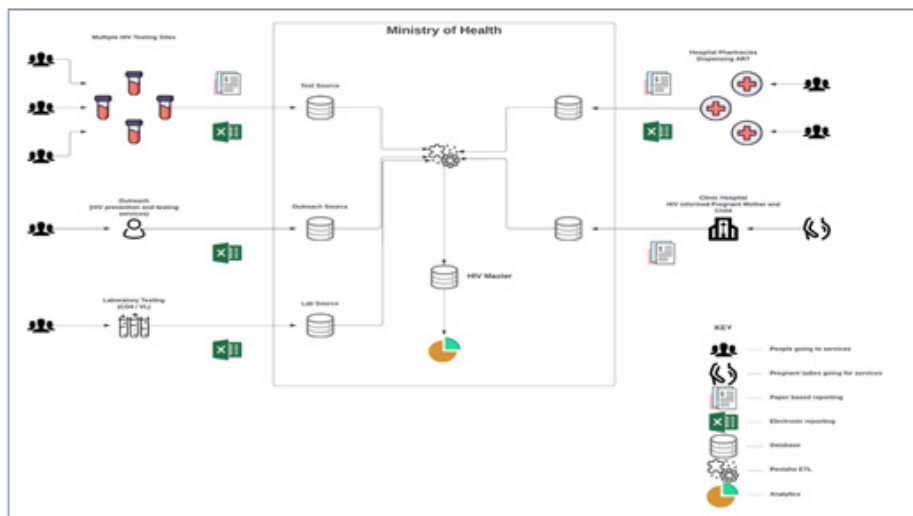 Ministry of Health
Multiple HIV Testing Sites
Hospital Pharmacies
Dispensing ART
Test Source
Outreach
(HIV prevention and testing
services)
Outreach Source
Clinic Hospital
HIV informed Pregnant Mother and
Child
HIV Master
Laboratory Testing
(CD4 / VL)
Lab Source
KEY
People going to services
Pregnant ladies going for services
Paper based reporting
Electronic reporting
Database
Pentaho ETL
Analytics